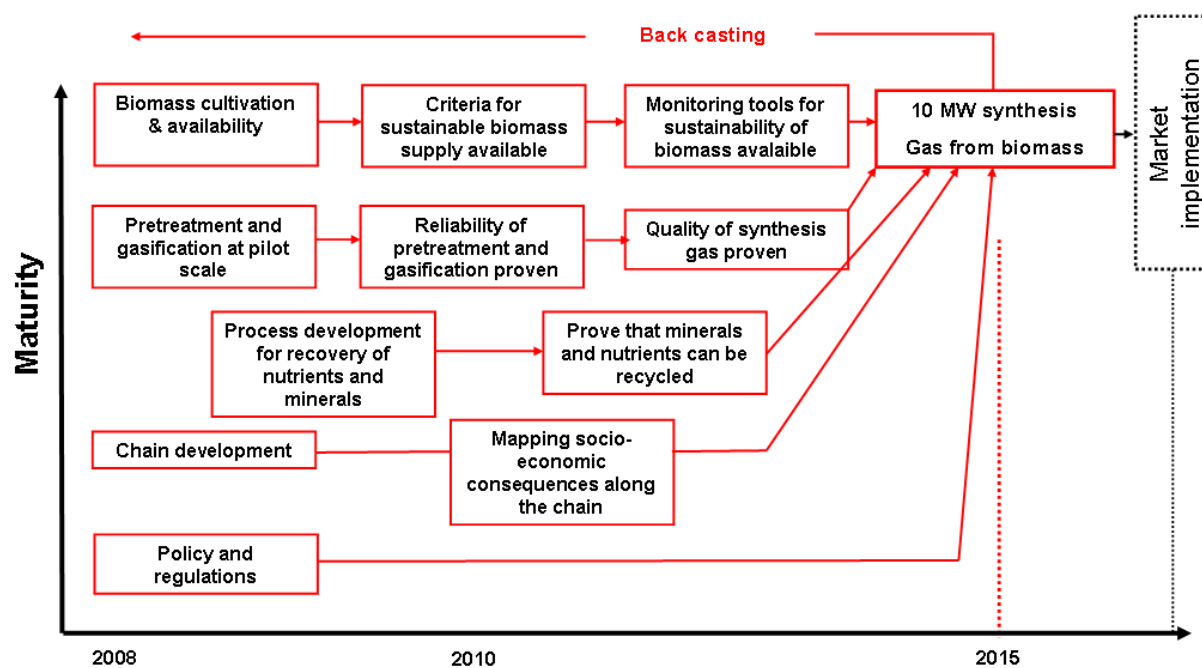 Back casting
Biomass cultivation
& availability
Criteria for
sustainable biomass
supply available
Monitoring tools for
sustainability of
biomass avalaible
10 MW synthesis
Gas from biomass
Market
implementation
Pretreatment and
gasification at pilot
scale
Reliability of
pretreatment and
gasification proven
Quality of synthesis
gas proven
Process development
for recovery of
nutrients and
minerals
Prove that minerals
and nutrients can be
recycled
Chain development
Mapping socio-
economic
consequences along
the chain
Policy and
regulations
Maturity
2008
2010
2015